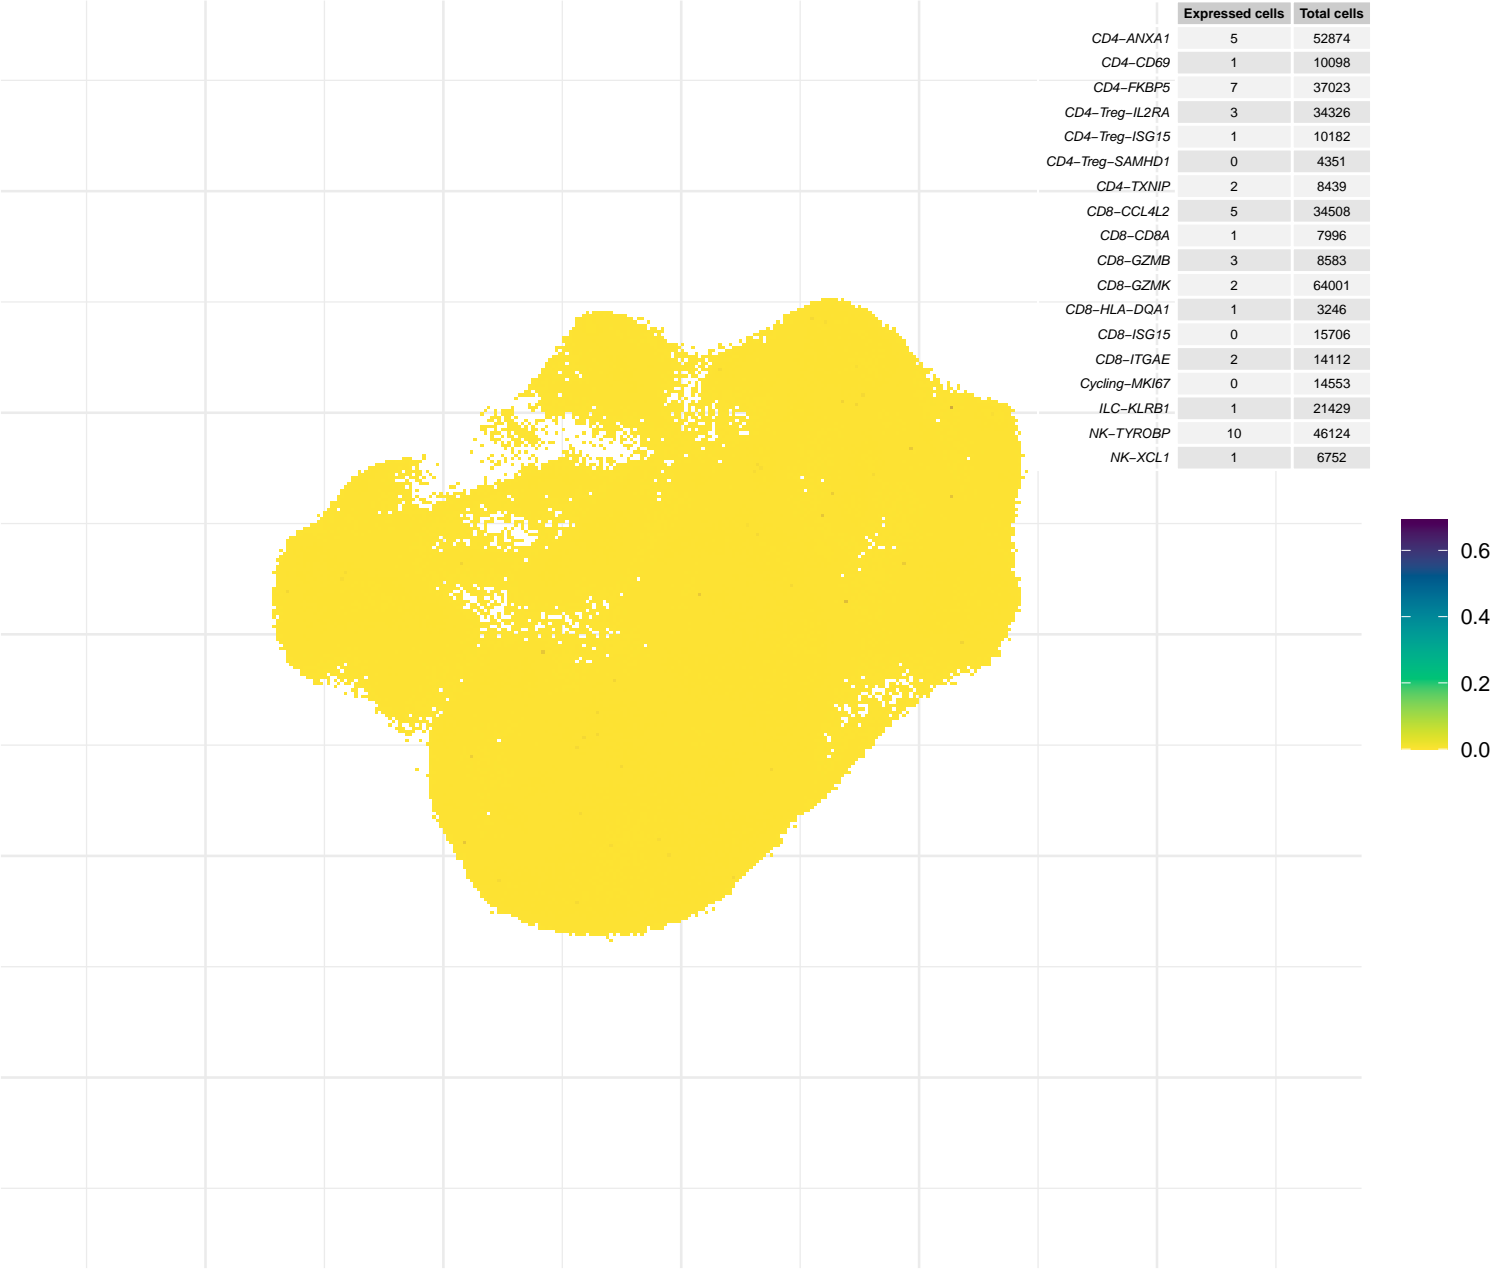 Expressed cells Total cells
CD4−ANXA1 5 52874
CD4−CD69 1 10098
CD4−FKBP5 7 37023
CD4−Treg−IL2RA 3 34326
CD4−Treg−ISG15 1 10182
CD4−Treg−SAMHD1 0 4351
CD4−TXNIP 2 8439
CD8−CCL4L2 5 34508
CD8−CD8A 1 7996
CD8−GZMB 3 8583
CD8−GZMK 2 64001
CD8−HLA−DQA1 1 3246
CD8−ISG15 0 15706
CD8−ITGAE 2 14112
Cycling−MKI67 0 14553
ILC−KLRB1 1 21429
NK−TYROBP 10 46124
NK−XCL1 1 6752
0.6
0.4
0.2
0.0